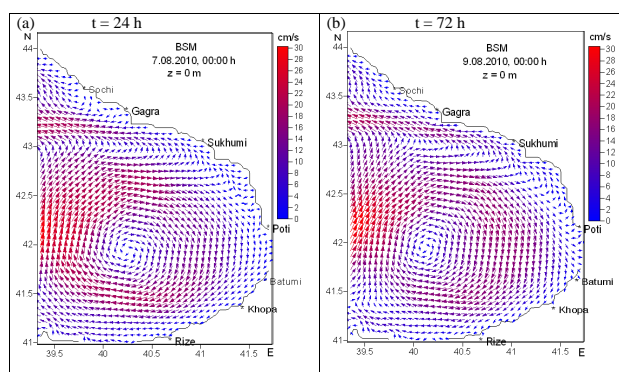 (a) t = 24 h
N
44
43.5
43
42.5
42
41.5
41
39.5 40 40.5 41 41.5 E
BSM
7.08.2010, 00:00 h
z = 0 m
Sochi
Gagra
Sukhumi
Poti
Batumi
Khopa
Rize
cm/s
30
28
26
24
22
20
18
16
14
12
10
8
6
4
2
0
(b) t = 72 h
N
44
43.5
43
42.5
42
41.5
41
39.5 40 40.5 41 41.5 E
BSM
9.08.2010, 00:00 h
z = 0 m
Sochi
Gagra
Sukhumi
Poti
Batumi
Khopa
Rize
cm/s
30
28
26
24
22
20
18
16
14
12
10
8
6
4
2
0